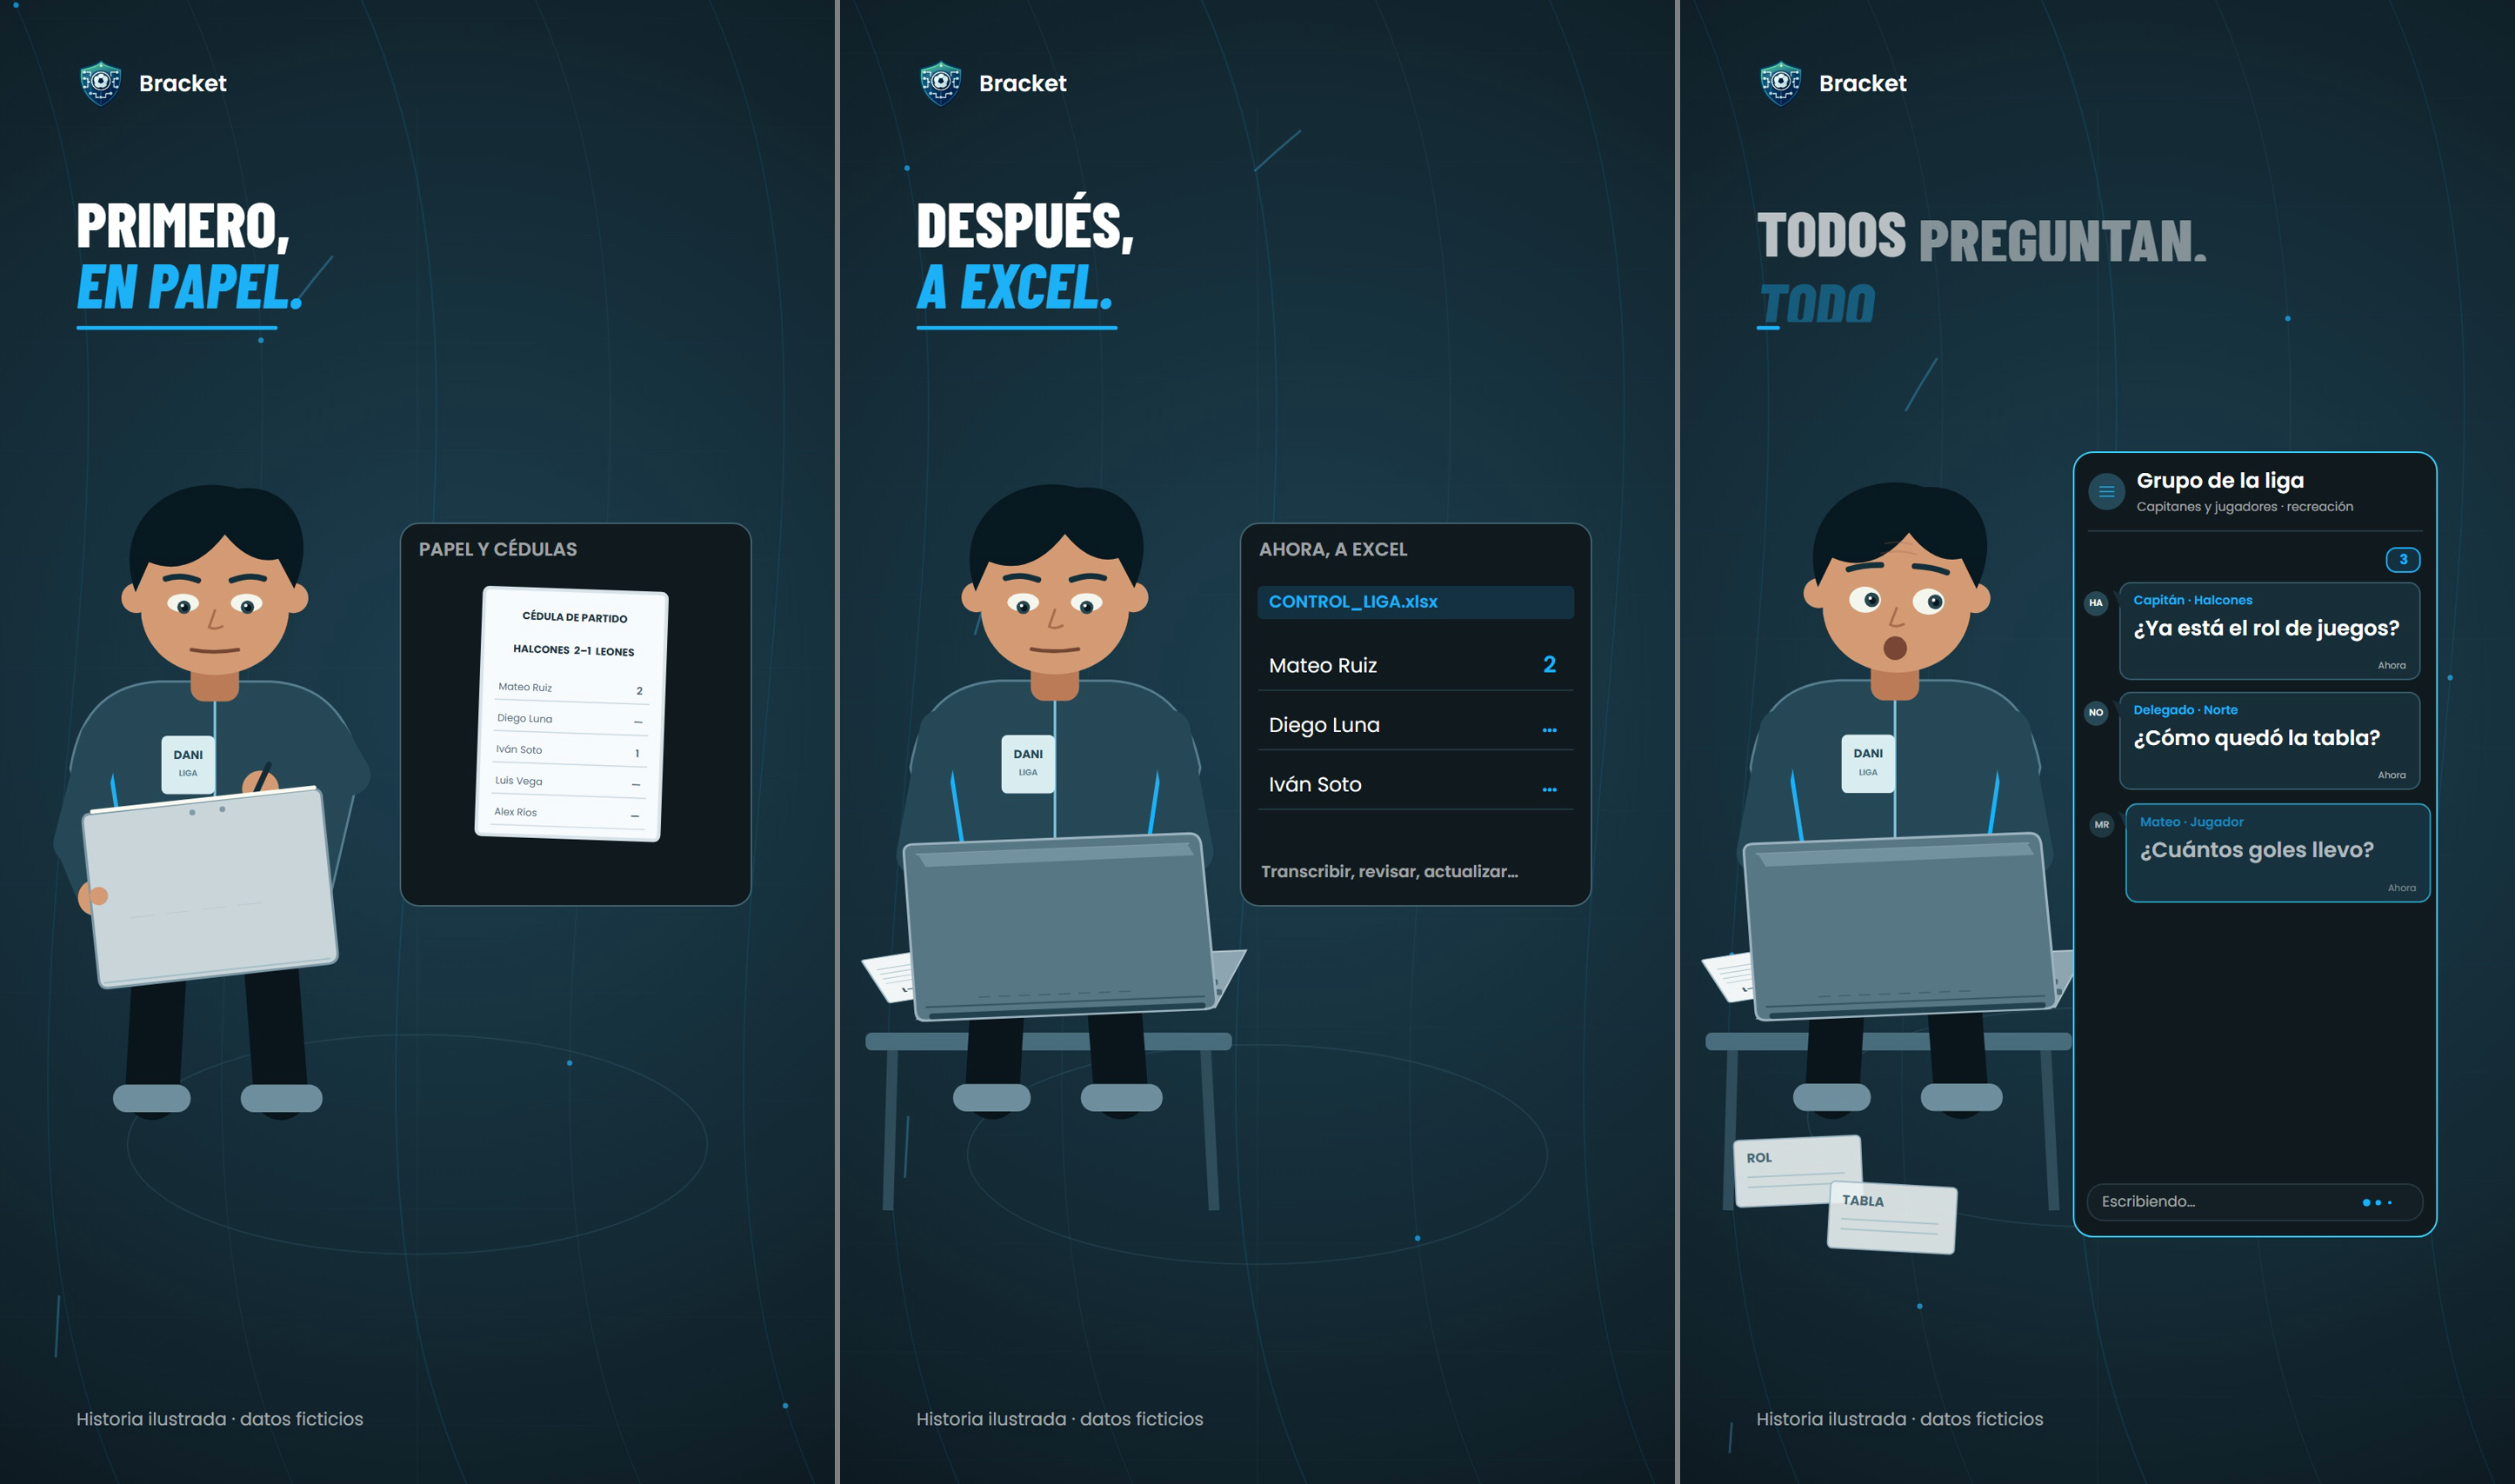 Bracket
PRIMERO,
EN PAPEL.
PAPEL Y CÉDULAS
CÉDULA DE PARTIDO
HALCONES 2–1 LEONES
Mateo Ruiz 2
Diego Luna —
Iván Soto 1
Luis Vega —
Alex Ríos —
DANI
LIGA
Historia ilustrada · datos ficticios
Bracket
DESPUÉS,
A EXCEL.
AHORA, A EXCEL
CONTROL_LIGA.xlsx
Mateo Ruiz 2
Diego Luna ...
Iván Soto ...
Transcribir, revisar, actualizar...
DANI
LIGA
Historia ilustrada · datos ficticios
Bracket
TODOS PREGUNTAN.
TODO
Grupo de la liga
Capitanes y jugadores · recreación
3
HA
Capitán · Halcones
¿Ya está el rol de juegos?
Ahora
NO
Delegado · Norte
¿Cómo quedó la tabla?
Ahora
MR
Mateo · Jugador
¿Cuántos goles llevo?
Ahora
Escribiendo...
DANI
LIGA
ROL
TABLA
Historia ilustrada · datos ficticios